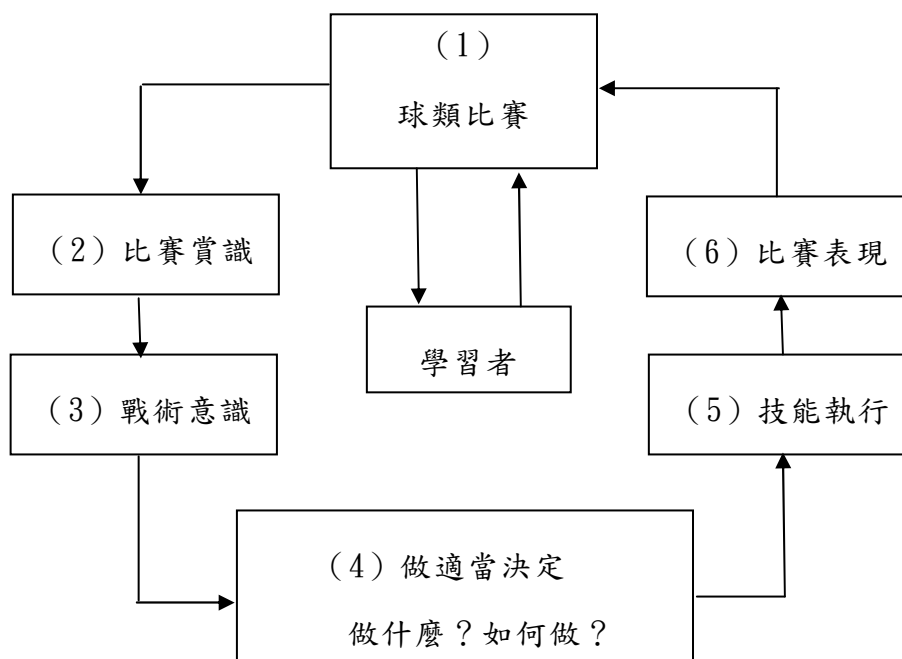 （1）
球類比賽
（2）比賽賞識
（6）比賽表現
學習者
（3）戰術意識
（5）技能執行
（4）做適當決定
做什麼？如何做？